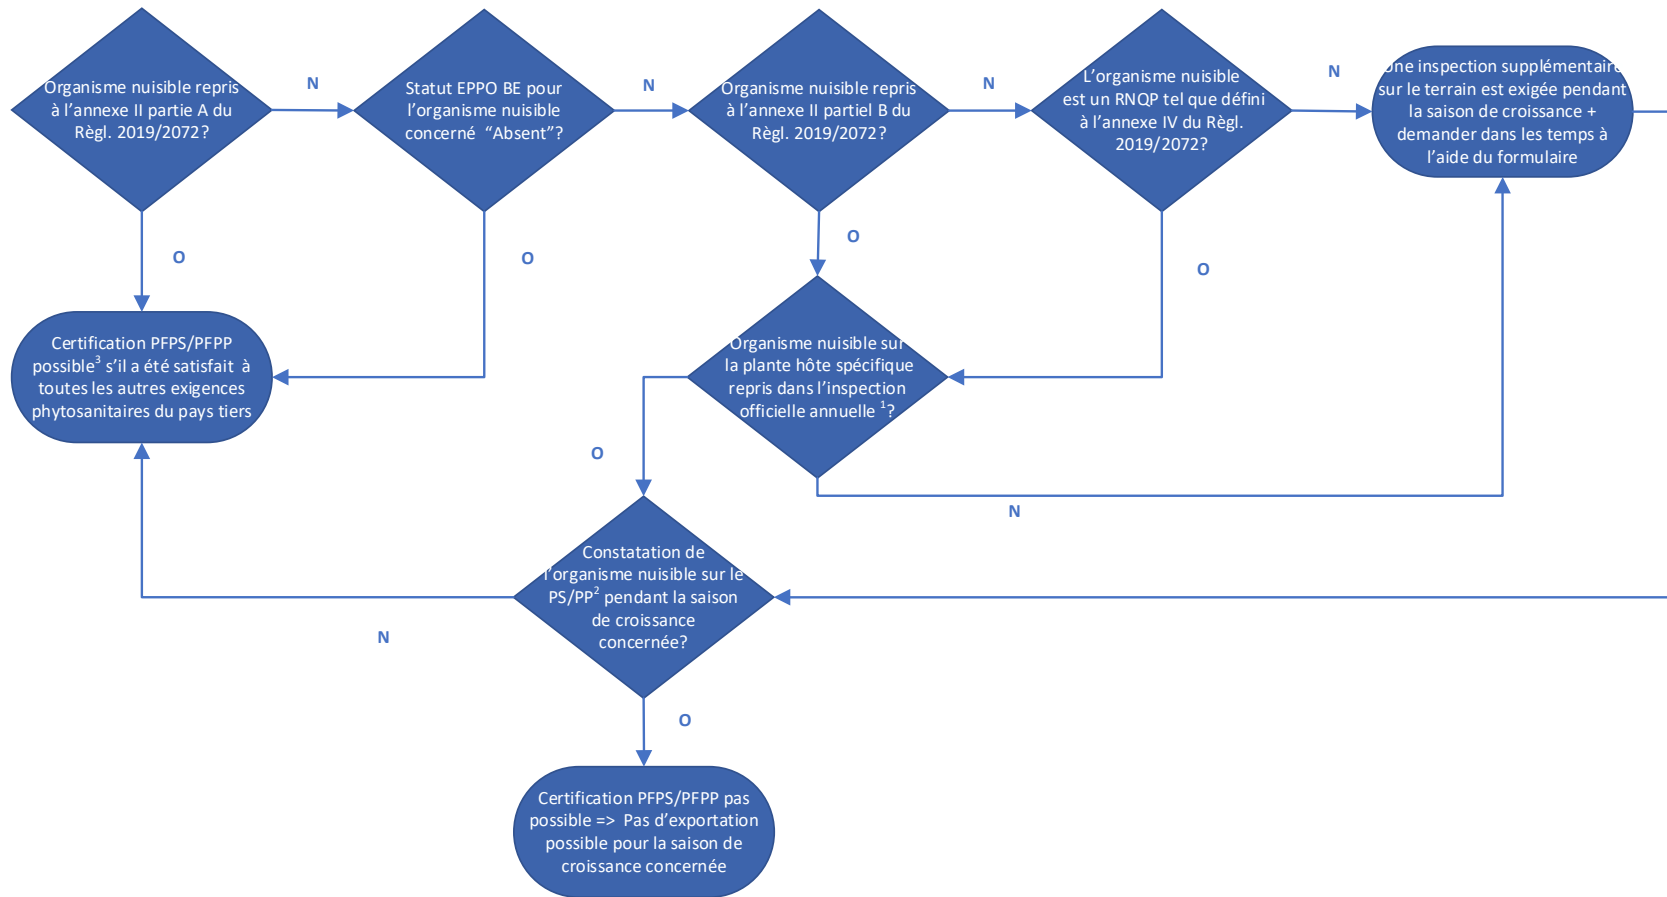 Organisme nuisible repris
à l'annexe II partie A du
Règl. 2019/2072?
N
Statut EPPO BE pour
l'organisme nuisible
concerné "Absent"?
N
Organisme nuisible repris
à l'annexe II partiel B du
Règl. 2019/2072?
N
L'organisme nuisible
est un RNQP tel que défini
à l'annexe IV du Règl.
2019/2072?
N
Une inspection supplémentaire
sur le terrain est exigée pendant
la saison de croissance +
demander dans les temps à
l'aide du formulaire
O
O
O
O
Certification PFPS/PFPP
possible³ s'il a été satisfait à
toutes les autres exigences
phytosanitaires du pays tiers
Organisme nuisible sur
la plante hôte spécifique
repris dans l'inspection
officielle annuelle ¹?
O
N
Constatation de
l'organisme nuisible sur le
PS/PP² pendant la saison
de croissance
concernée?
N
O
Certification PFPS/PFPP pas
possible => Pas d'exportation
possible pour la saison de
croissance concernée